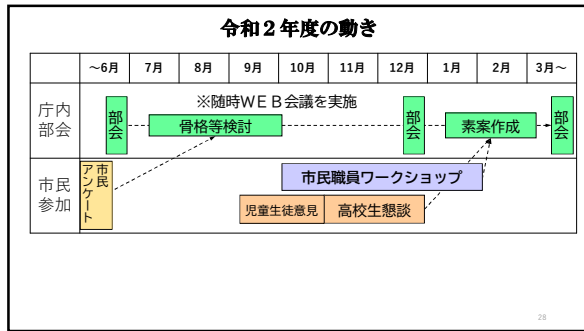 令和２年度の動き
～6月 7月 8月 9月 10月 11月 12月 1月 2月 3月～
庁内
部会
部会
※随時ＷＥＢ会議を実施
骨格等検討
部会
素案作成
部会
市民
参加
市民
アンケート
市民職員ワークショップ
児童生徒意見
高校生懇談
28